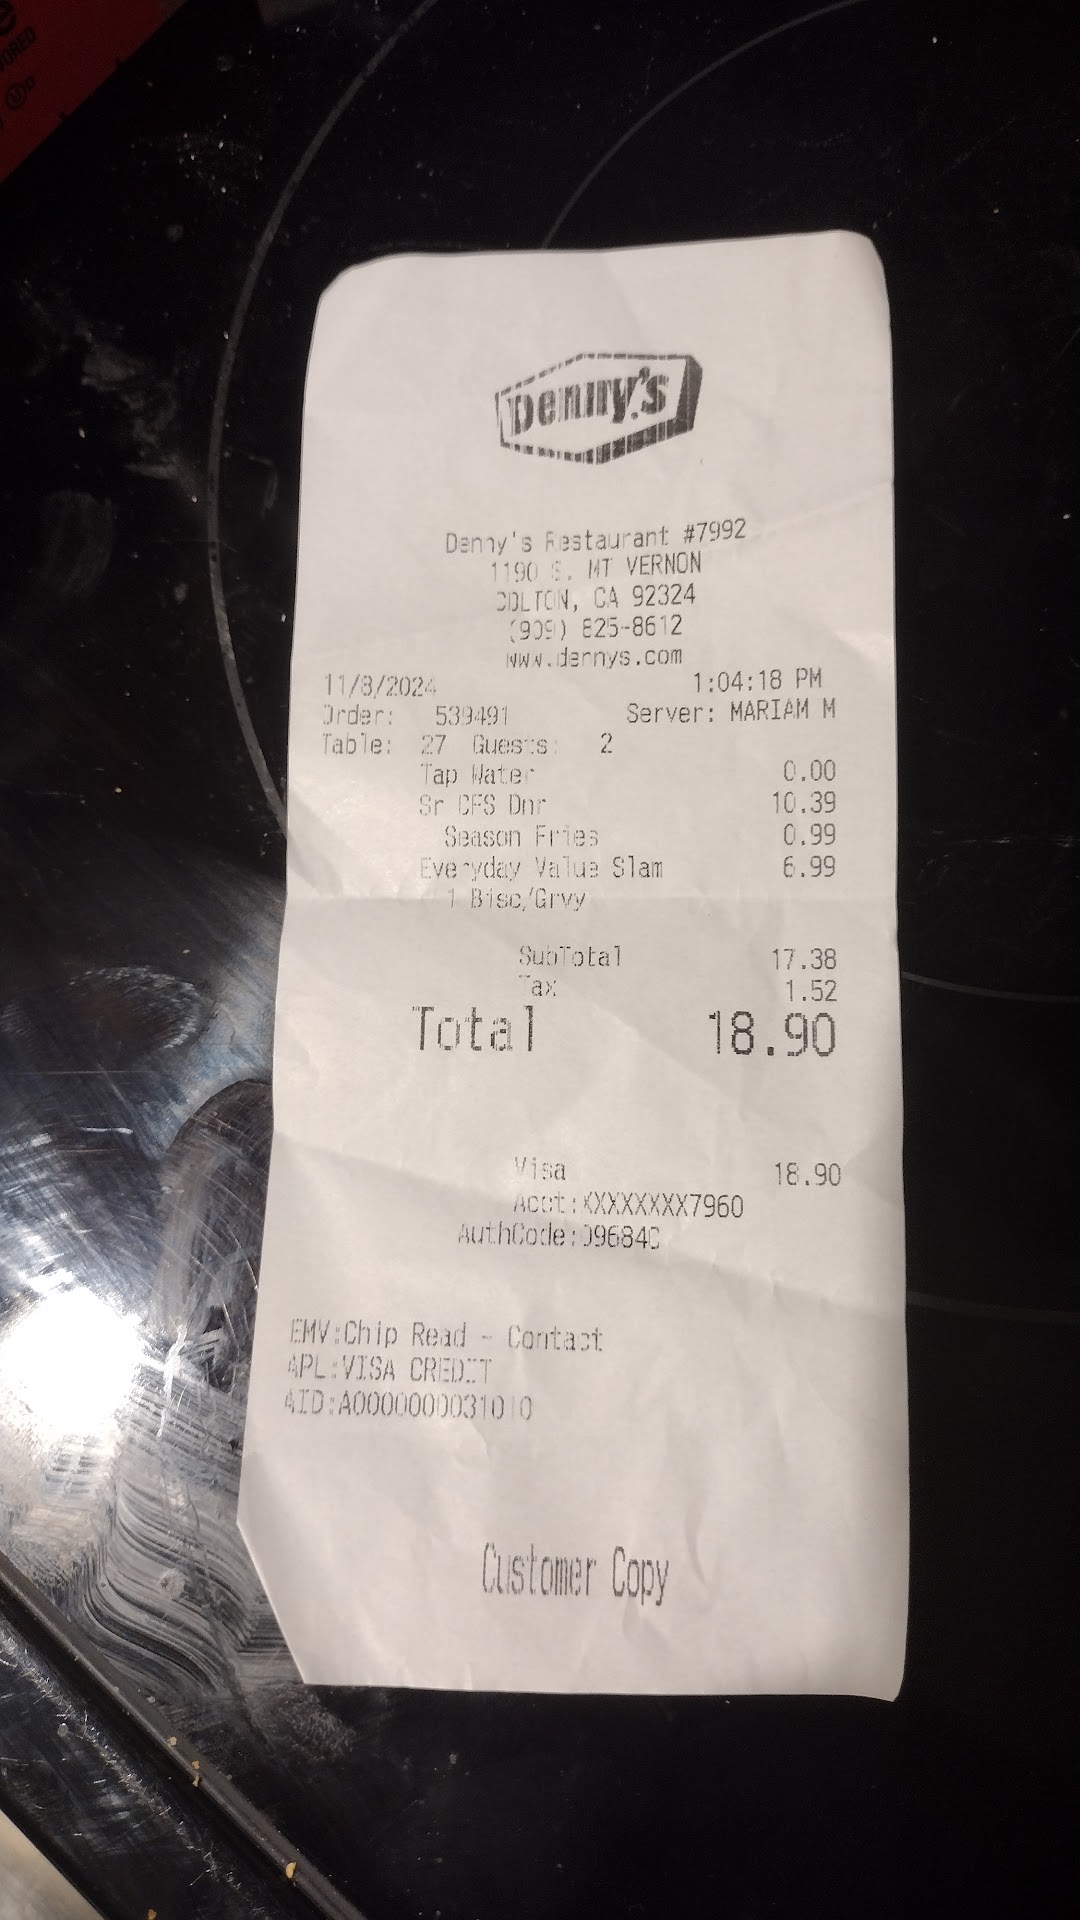 VORED
Denny's
Denny's Restaurant #7992
1190 S. MT VERNON
COLTON, CA 92324
(909) 825-8612
www.dennys.com
11/8/2024 1:04:18 PM
Order: 539491 Server: MARIAM M
Table: 27 Guests: 2
Tap Water 0.00
Sr CFS Dnr 10.39
Season Fries 0.99
Everyday Value Slam 6.99
1 Bisc/Grvy
SubTotal 17.38
Tax 1.52
Total 18.90
Visa 18.90
Acct:XXXXXXXX7960
AuthCode:09684C
EMV:Chip Read - Contact
APL:VISA CREDIT
AID:A0000000031010
Customer Copy